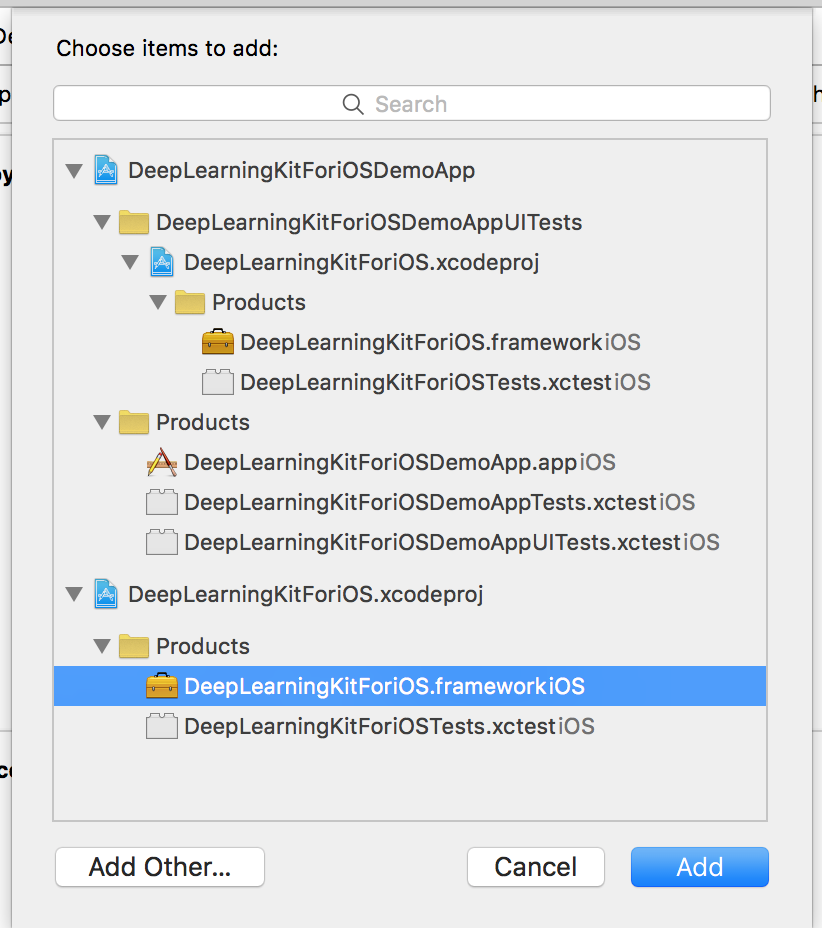 Choose items to add:
Search
DeepLearningKitForiOSDemoApp
DeepLearningKitForiOSDemoAppUITests
DeepLearningKitForiOS.xcodeproj
Products
DeepLearningKitForiOS.framework iOS
DeepLearningKitForiOSTests.xctest iOS
Products
DeepLearningKitForiOSDemoApp.app iOS
DeepLearningKitForiOSDemoAppTests.xctest iOS
DeepLearningKitForiOSDemoAppUITests.xctest iOS
DeepLearningKitForiOS.xcodeproj
Products
DeepLearningKitForiOS.framework iOS
DeepLearningKitForiOSTests.xctest iOS
Add Other... Cancel Add